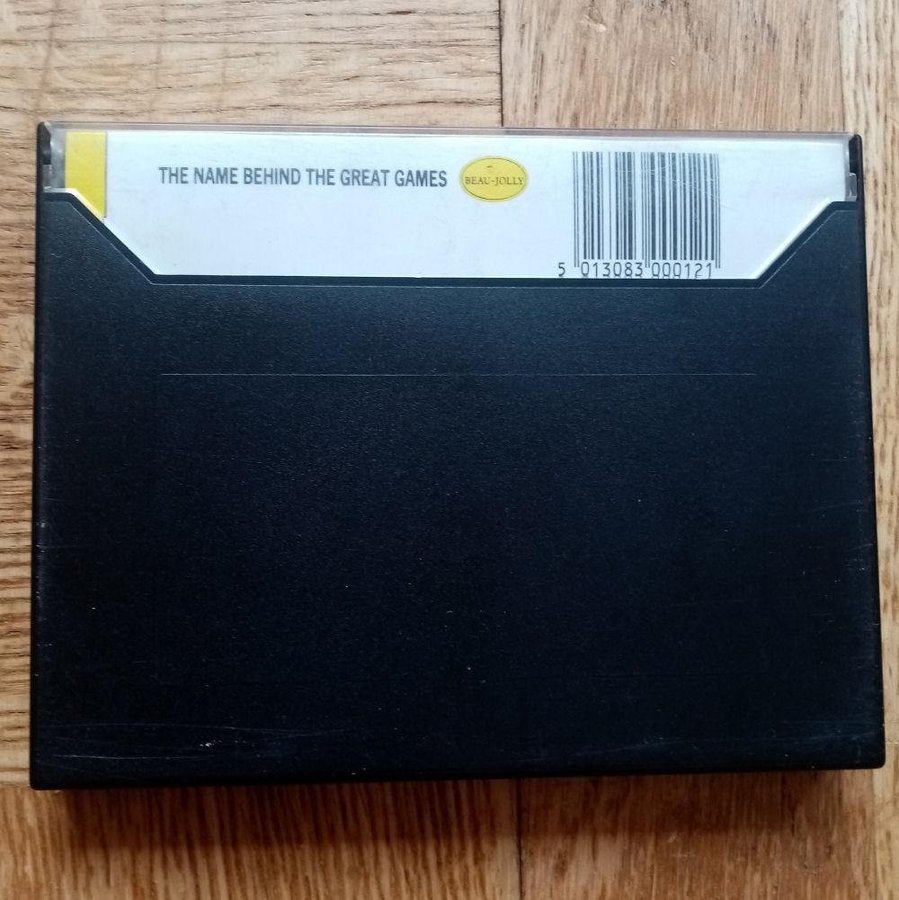 THE NAME BEHIND THE GREAT GAMES
BEAU-JOLLY
5 013083 000121